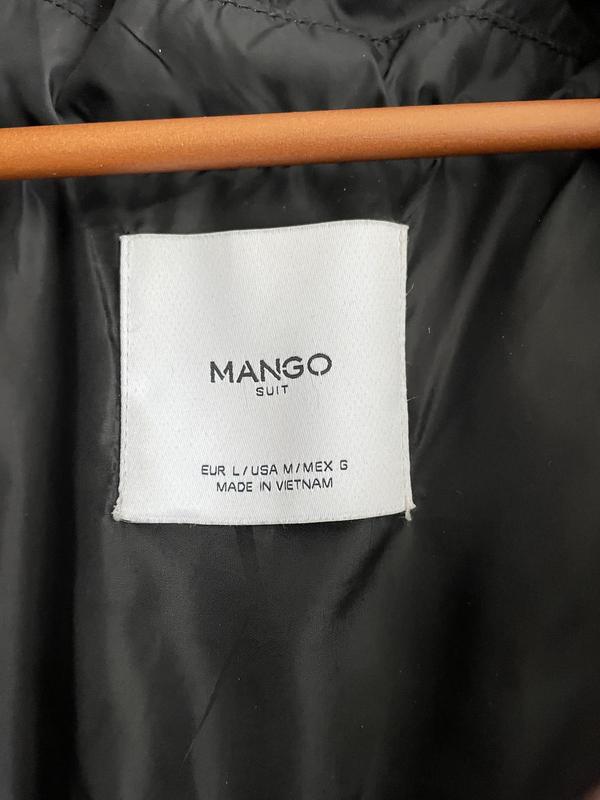 MANGO
SUIT
EUR L/USA M/MEX G
MADE IN VIETNAM